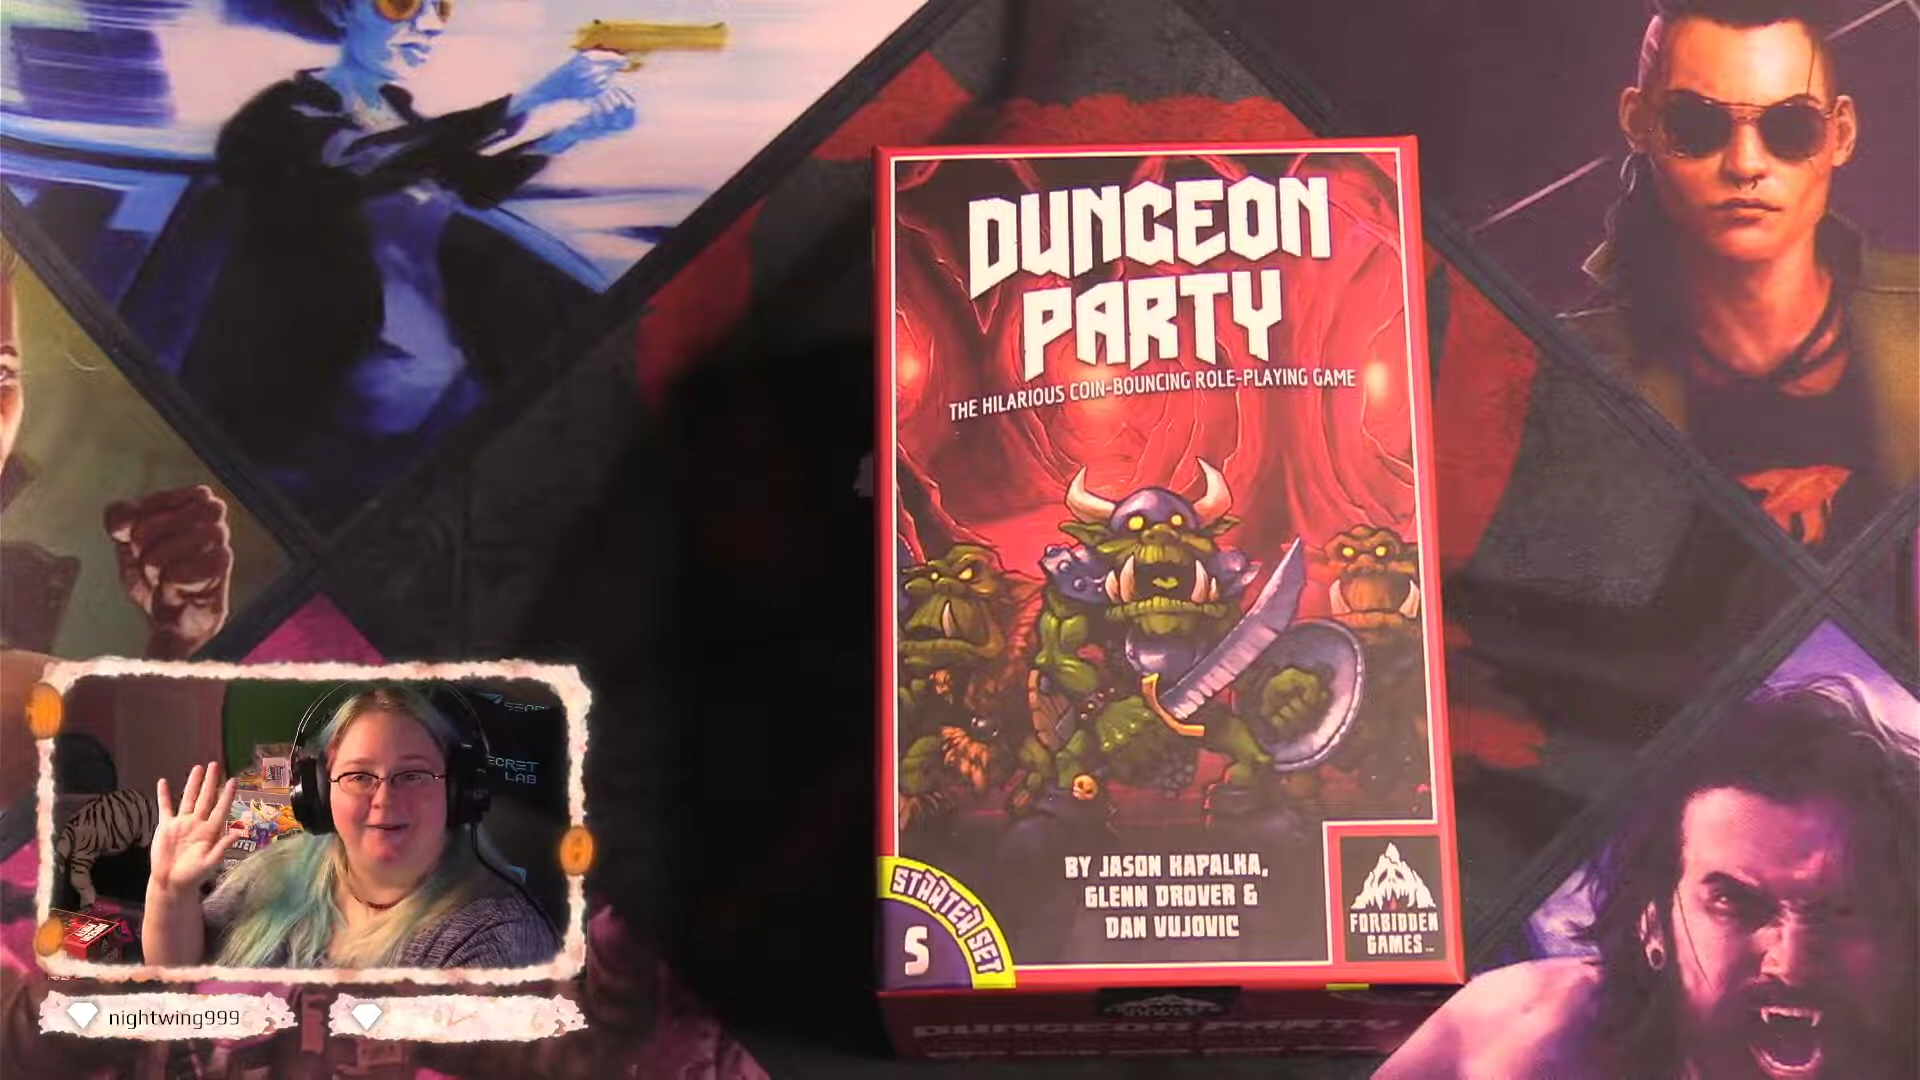 DUNGEON
PARTY
THE HILARIOUS COIN-BOUNCING ROLE-PLAYING GAME
BY JASON KAPALKA,
GLENN DROVER &
DAN VUJOVIC
STARTER SET
S
FORBIDDEN
GAMES
DUNGEON PARTY
SECRET
LAB
nightwing999